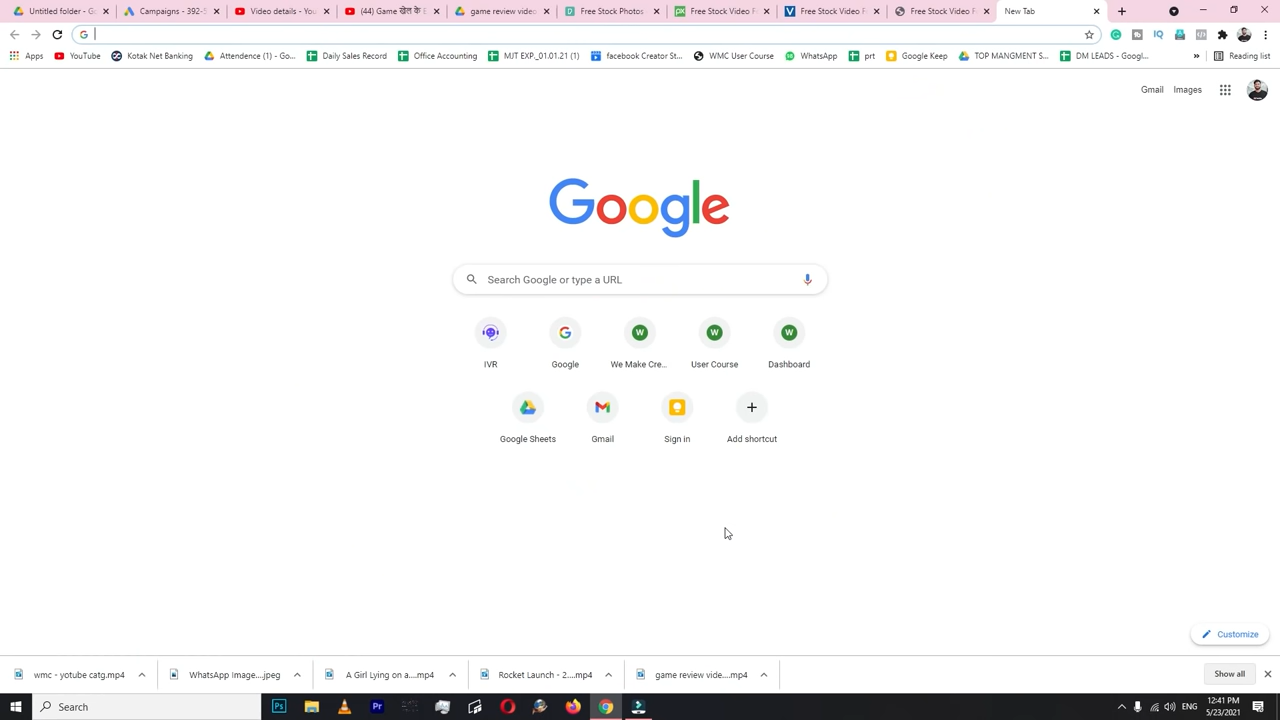 Untitled folder - G
Campaigns - 392-5
Video details - You
(44) Game खेल के
game review video
Free Stock Photos
Free Stock Video F
Free Stock Video F
Free Stock Video F
New Tab
Apps
YouTube
Kotak Net Banking
Attendence (1) - Go...
Daily Sales Record
Office Accounting
MJT EXP_01.01.21 (1)
facebook Creator St...
WMC User Course
WhatsApp
prt
Google Keep
TOP MANGMENT S...
DM LEADS - Googl...
»
Reading list
Gmail
Images
Google
Search Google or type a URL
IVR
Google
We Make Cre...
User Course
Dashboard
Google Sheets
Gmail
Sign in
Add shortcut
Customize
wmc - yotube catg.mp4
WhatsApp Image....jpeg
A Girl Lying on a....mp4
Rocket Launch - 2....mp4
game review vide....mp4
Show all
Search
Ps
Pr
ENG
12:41 PM
5/23/2021